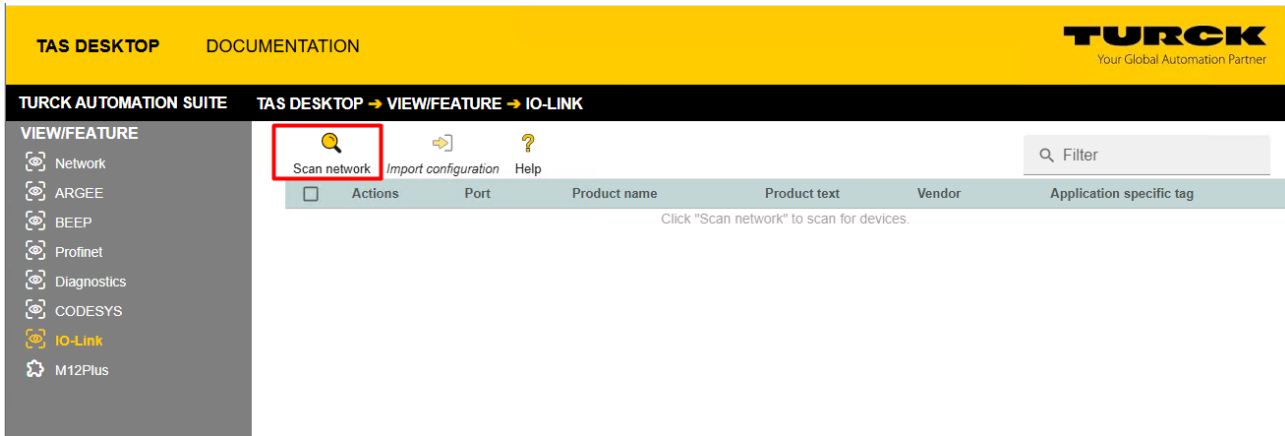 TAS DESKTOP DOCUMENTATION
TURCK
Your Global Automation Partner
TURCK AUTOMATION SUITE TAS DESKTOP ➔ VIEW/FEATURE ➔ IO-LINK
VIEW/FEATURE
Network
ARGEE
BEEP
Profinet
Diagnostics
CODESYS
IO-Link
M12Plus
Scan network Import configuration Help
Filter
Actions Port Product name Product text Vendor Application specific tag
Click "Scan network" to scan for devices.